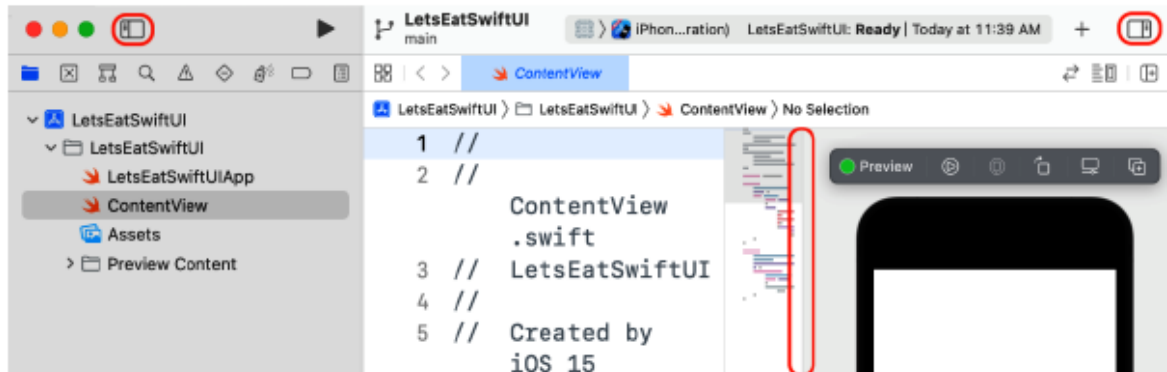 LetsEatSwiftUI
main
iPhon...ration) LetsEatSwiftUI: Ready | Today at 11:39 AM
ContentView
LetsEatSwiftUI 〉 LetsEatSwiftUI 〉 ContentView 〉 No Selection
LetsEatSwiftUI
LetsEatSwiftUI
LetsEatSwiftUIApp
ContentView
Assets
Preview Content
1 //
2 //
ContentView
.swift
3 // LetsEatSwiftUI
4 //
5 // Created by
iOS 15
Preview